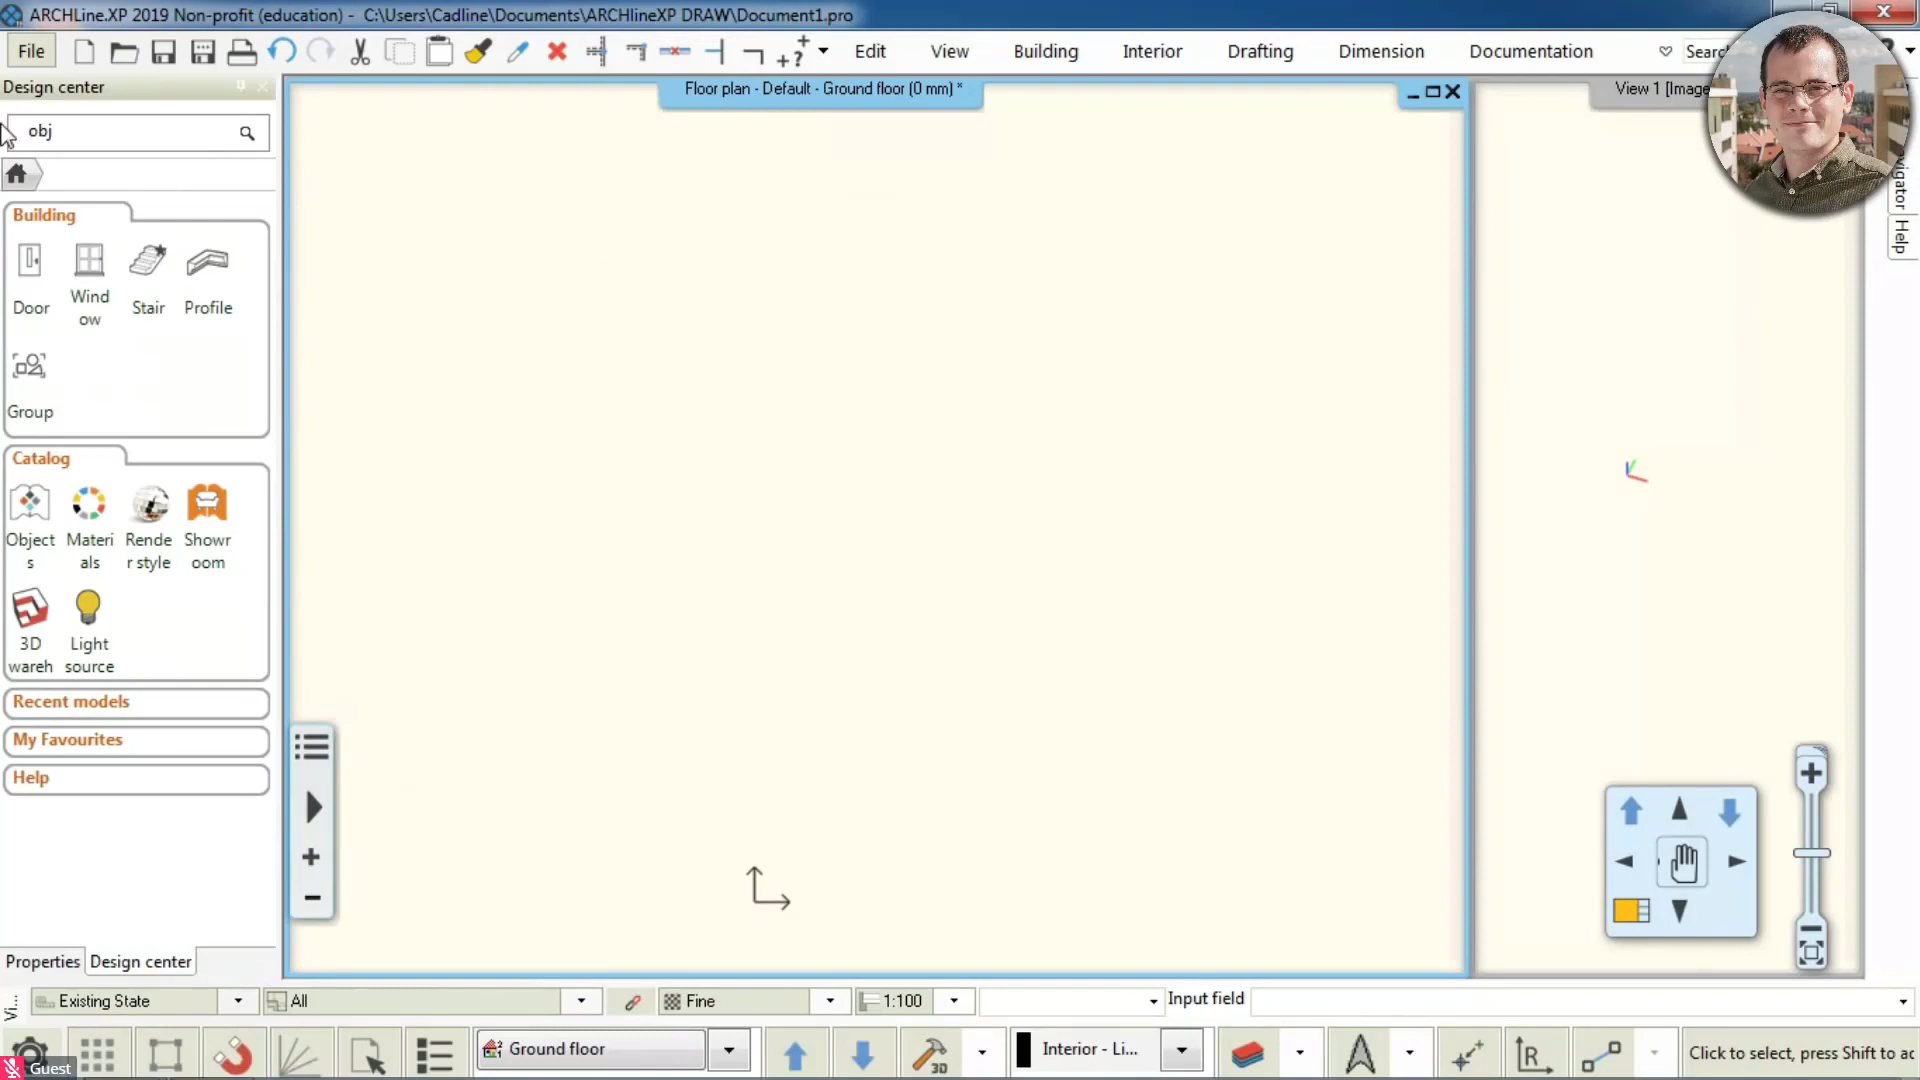 ARCHLine.XP 2019 Non-profit (education) - C:\Users\Cadline\Documents\ARCHlineXP DRAW\Document1.pro
File Edit View Building Interior Drafting Dimension Documentation
Design center
Floor plan - Default - Ground floor (0 mm) *
View 1 [Image
obj
Help
Building
Door
Wind
ow
Stair
Profile
Group
Catalog
Object
s
Materi
als
Rende
r style
Showr
oom
3D
wareh
Light
source
Recent models
My Favourites
Help
Properties
Design center
Existing State
All
Fine
1:100
Input field
Ground floor
3D
Interior - Li...
R
Click to select, press Shift to ac
Guest